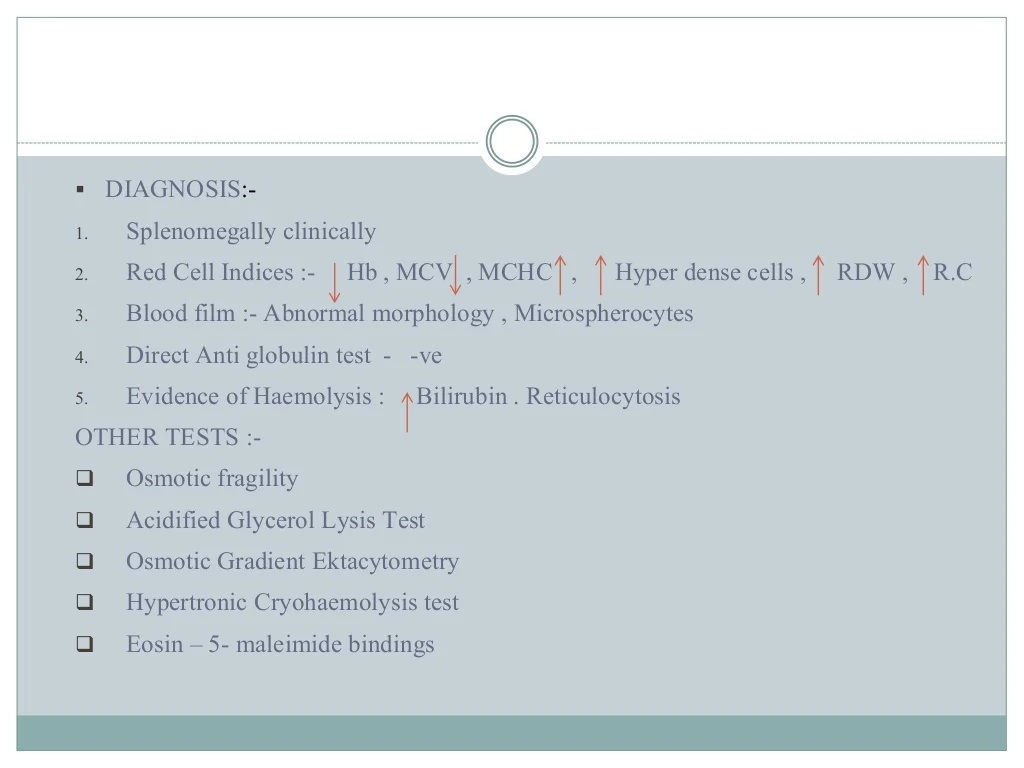 ▪ DIAGNOSIS:-
1. Splenomegally clinically
2. Red Cell Indices :- ↓ Hb , MCV↓ , MCHC↑ , ↑ Hyper dense cells , ↑ RDW , ↑ R.C
3. Blood film :- Abnormal morphology , Microspherocytes
4. Direct Anti globulin test - -ve
5. Evidence of Haemolysis : ↑ Bilirubin . Reticulocytosis
OTHER TESTS :-
❑ Osmotic fragility
❑ Acidified Glycerol Lysis Test
❑ Osmotic Gradient Ektacytometry
❑ Hypertronic Cryohaemolysis test
❑ Eosin – 5- maleimide bindings